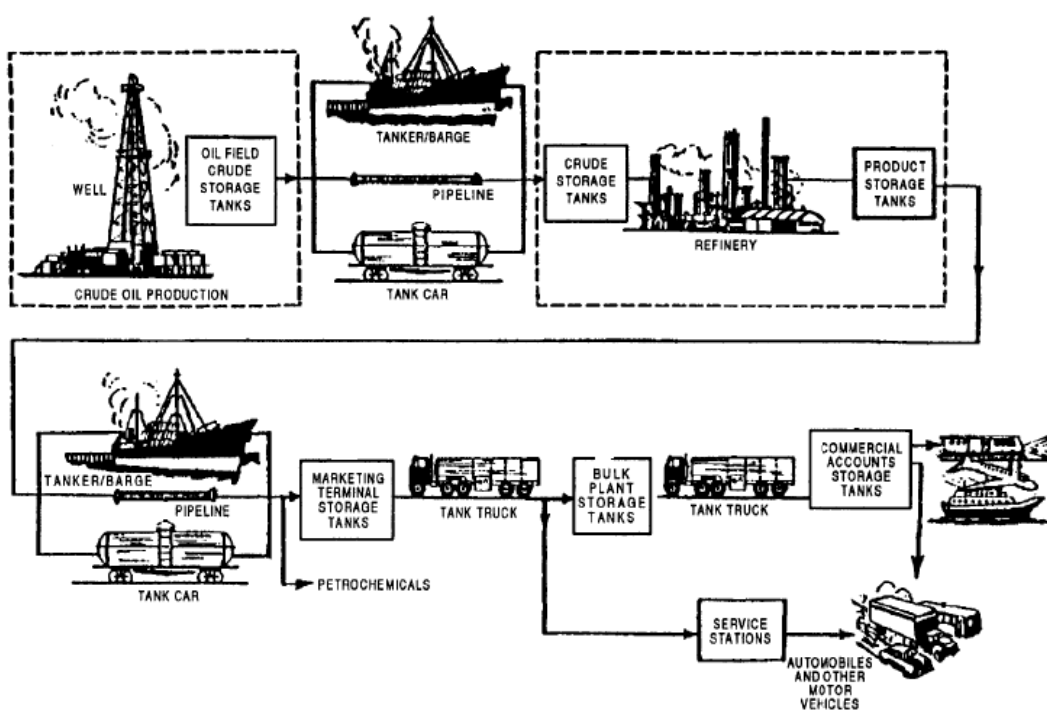 TANKER/BARGE
WELL
OIL FIELD
CRUDE
STORAGE
TANKS
PIPELINE
CRUDE
STORAGE
TANKS
PRODUCT
STORAGE
TANKS
REFINERY
CRUDE OIL PRODUCTION
TANK CAR
TANKER/BARGE
PIPELINE
MARKETING
TERMINAL
STORAGE
TANKS
TANK TRUCK
BULK
PLANT
STORAGE
TANKS
TANK TRUCK
COMMERCIAL
ACCOUNTS
STORAGE
TANKS
TANK CAR
PETROCHEMICALS
SERVICE
STATIONS
AUTOMOBILES
AND OTHER
MOTOR
VEHICLES